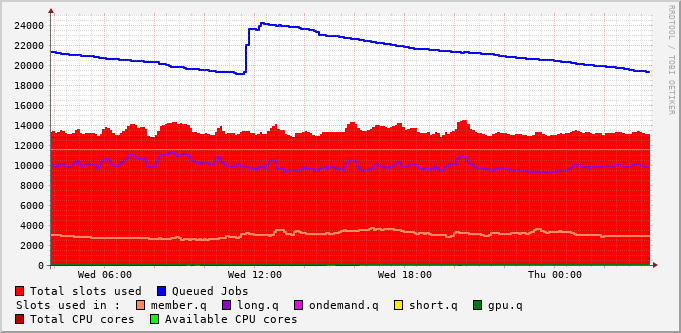 24000
22000
20000
18000
16000
14000
12000
10000
8000
6000
4000
2000
0
Wed 06:00 Wed 12:00 Wed 18:00 Thu 00:00
RRDTOOL / TOBI OETIKER
Total slots used Queued Jobs
Slots used in : member.q long.q ondemand.q short.q gpu.q
Total CPU cores Available CPU cores